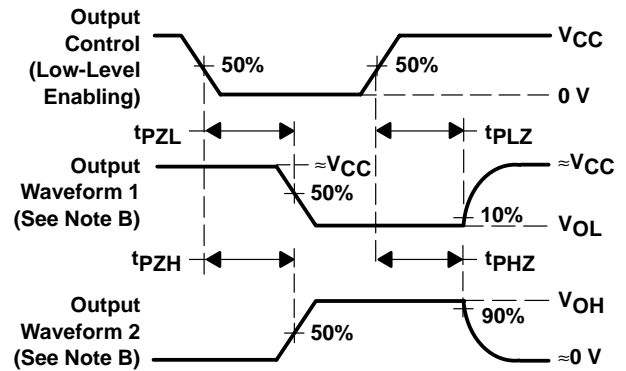 Output
Control
(Low-Level
Enabling)
50%
50%
VCC
0 V
tPZL
tPLZ
Output
Waveform 1
(See Note B)
≈VCC
50%
10%
≈VCC
VOL
tPZH
tPHZ
Output
Waveform 2
(See Note B)
50%
90%
VOH
≈0 V